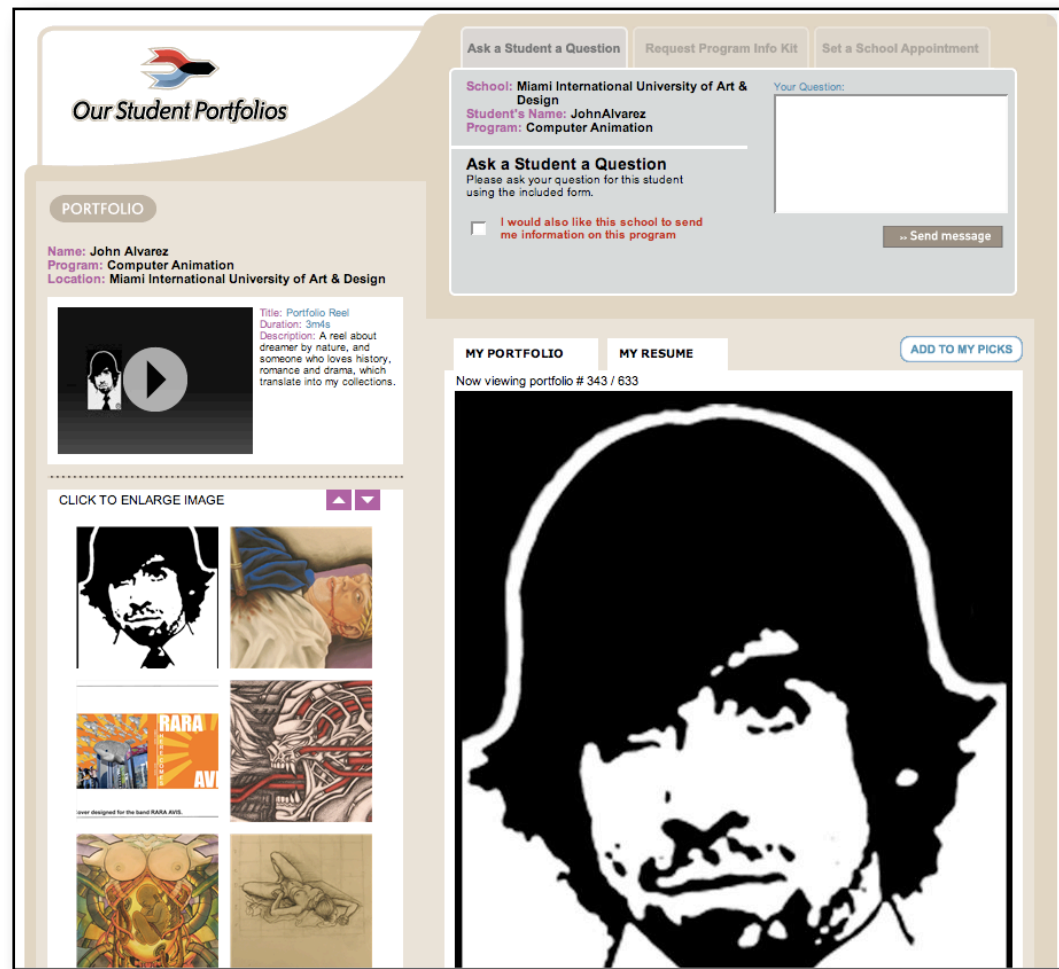 Our Student Portfolios
Ask a Student a Question
Request Program Info Kit
Set a School Appointment
School: Miami International University of Art &
Design
Student's Name: JohnAlvarez
Program: Computer Animation
Ask a Student a Question
Please ask your question for this student
using the included form.
I would also like this school to send
me information on this program
Your Question:
›› Send message
PORTFOLIO
Name: John Alvarez
Program: Computer Animation
Location: Miami International University of Art & Design
Title: Portfolio Reel
Duration: 3m4s
Description: A reel about
dreamer by nature, and
someone who loves history,
romance and drama, which
translate into my collections.
CLICK TO ENLARGE IMAGE
RARA
HERE COMES
AVI
over designed for the band RARA AVIS.
MY PORTFOLIO
MY RESUME
ADD TO MY PICKS
Now viewing portfolio # 343 / 633